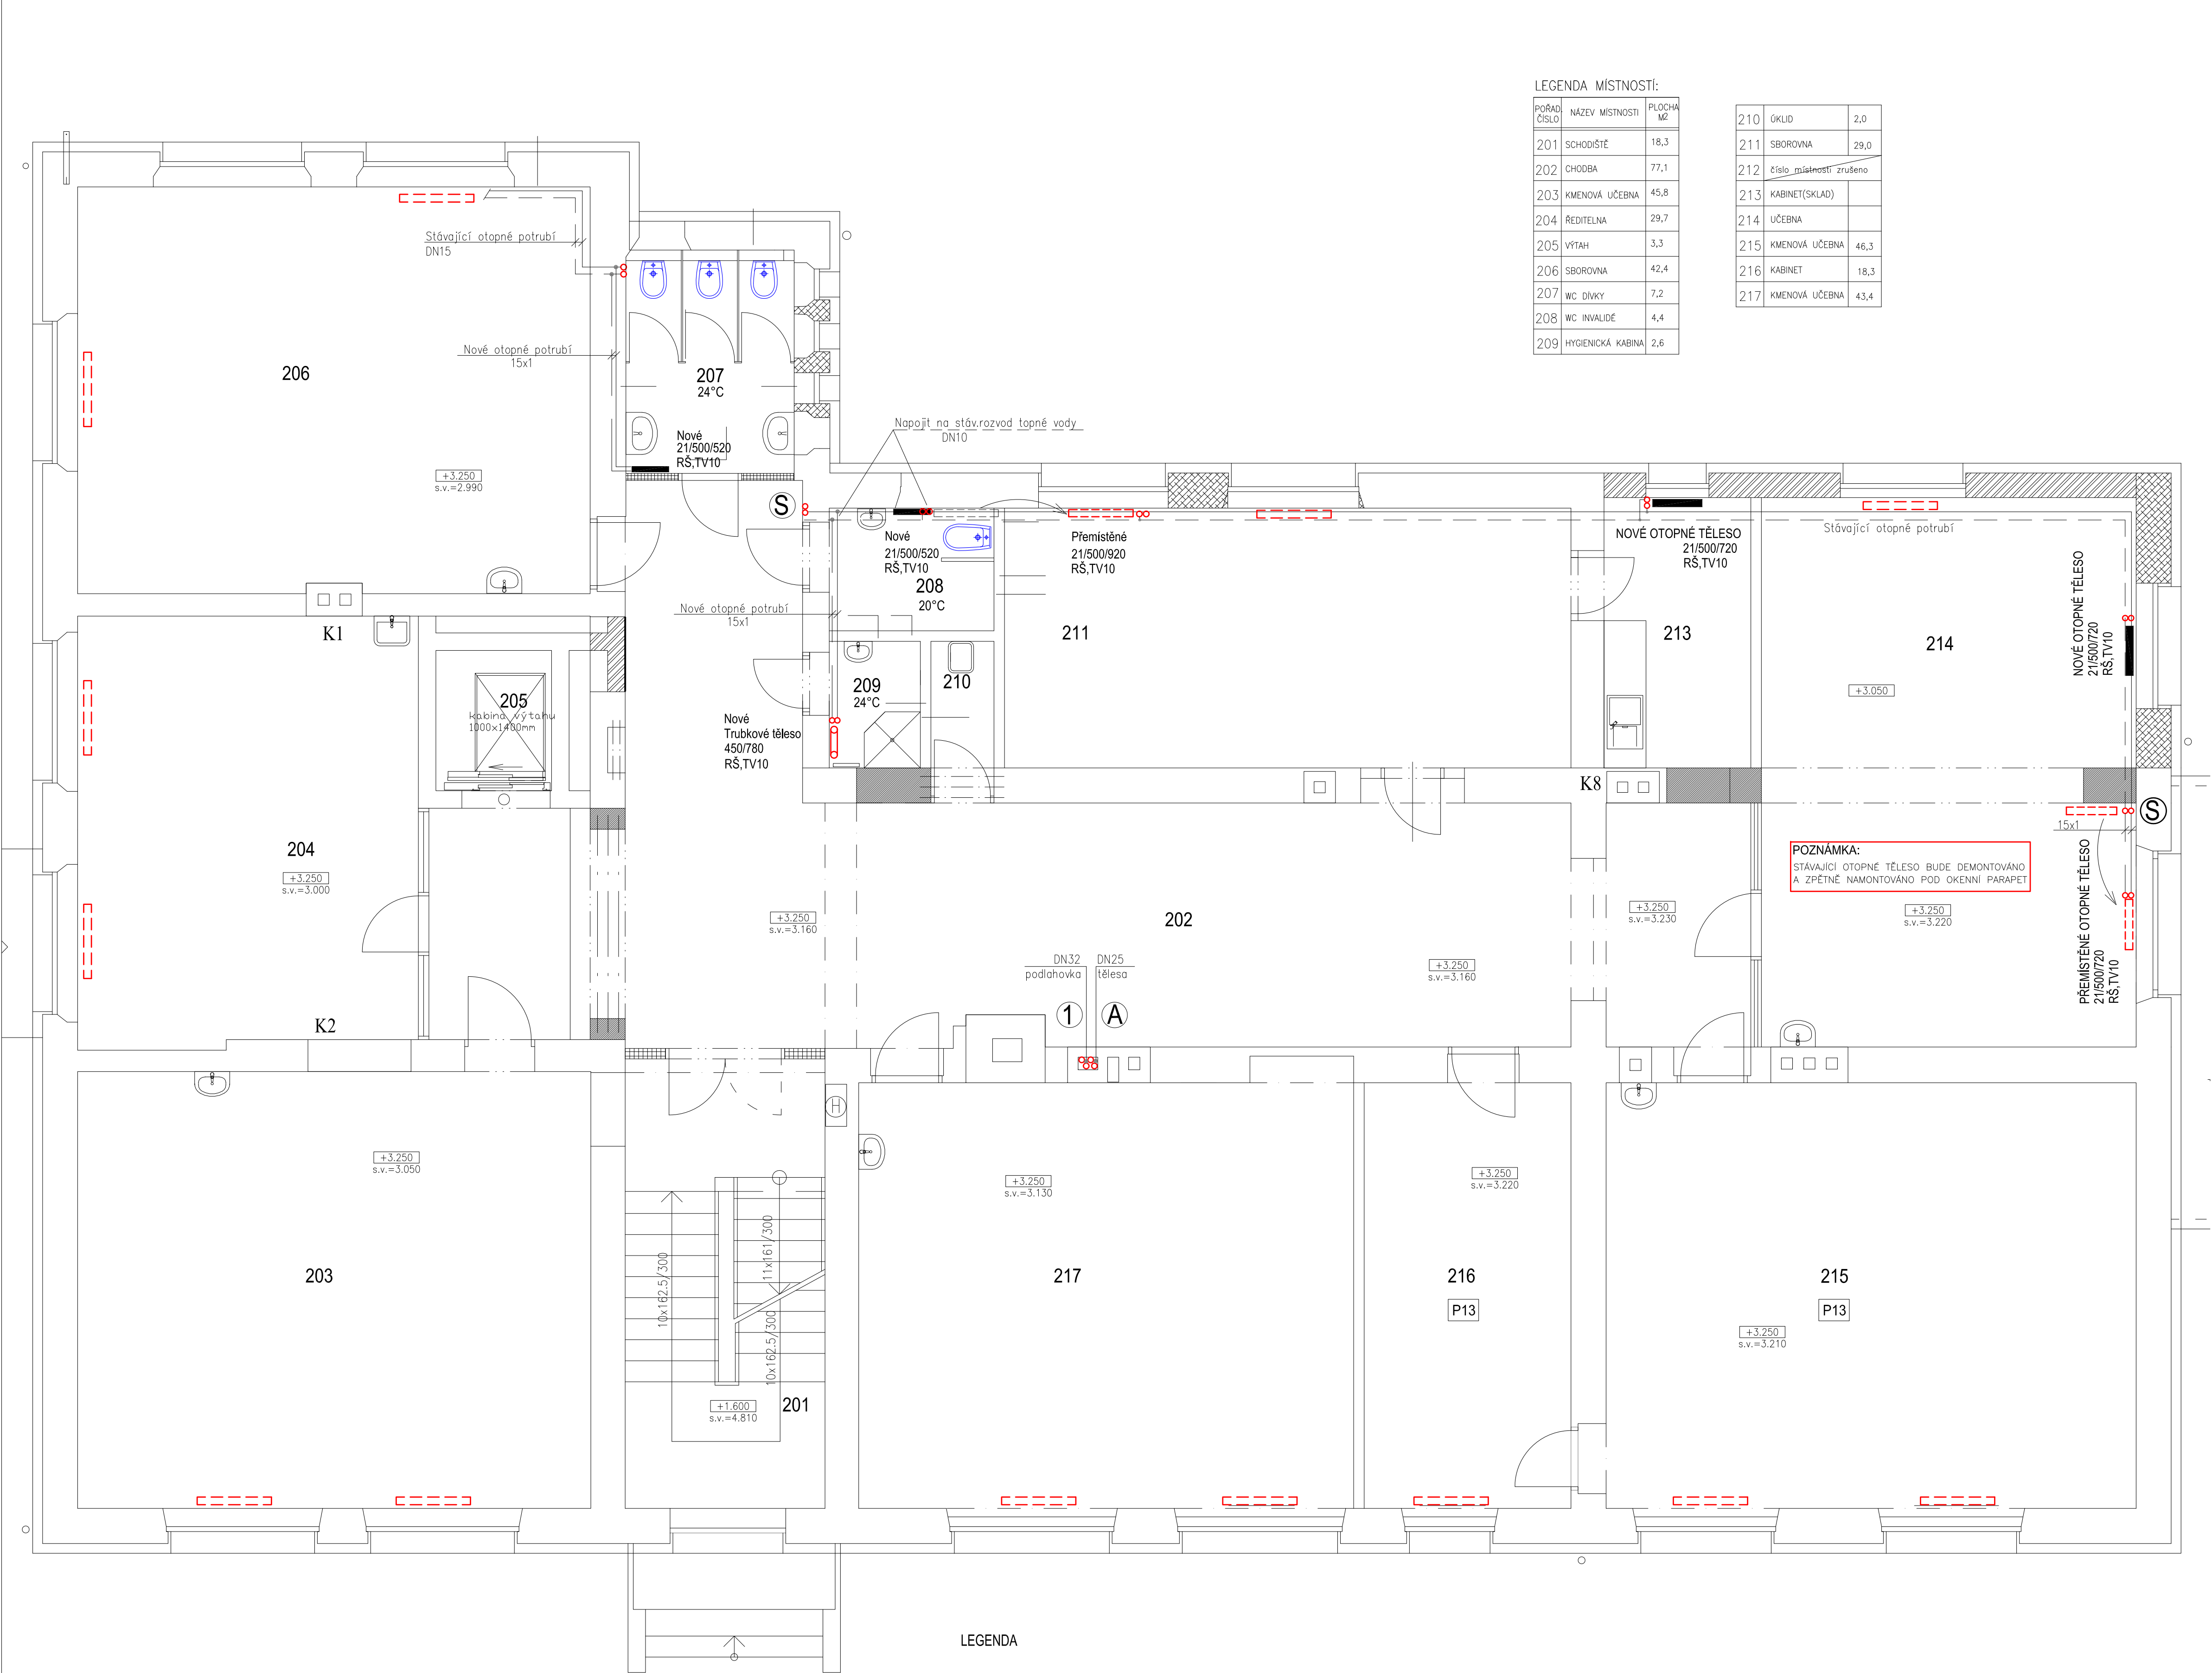 LEGENDA MÍSTNOSTÍ:
POŘAD. ČÍSLO NÁZEV MÍSTNOSTI PLOCHA M2
201 SCHODIŠTĚ 18,3
202 CHODBA 77,1
203 KMENOVÁ UČEBNA 45,8
204 ŘEDITELNA 29,7
205 VÝTAH 3,3
206 SBOROVNA 42,4
207 WC DÍVKY 7,2
208 WC INVALIDÉ 4,4
209 HYGIENICKÁ KABINA 2,6
210 ÚKLID 2,0
211 SBOROVNA 29,0
212 číslo místnosti zrušeno
213 KABINET(SKLAD)
214 UČEBNA
215 KMENOVÁ UČEBNA 46,3
216 KABINET 18,3
217 KMENOVÁ UČEBNA 43,4
Stávající otopné potrubí
DN15
Nové otopné potrubí
15x1
206
+3.250
s.v.=2.990
207
24°C
Nové
21/500/520
RŠ,TV10
Napojit na stáv.rozvod topné vody
DN10
S
Nové
21/500/520
RŠ,TV10
208
20°C
Přemístěné
21/500/920
RŠ,TV10
NOVÉ OTOPNÉ TĚLESO
21/500/720
RŠ,TV10
Stávající otopné potrubí
NOVÉ OTOPNÉ TĚLESO
21/500/720
RŠ,TV10
Nové otopné potrubí
15x1
K1
211
213
214
+3.050
205
kabina výtahu
1000x1400mm
209
24°C
210
Nové
Trubkové těleso
450/780
RŠ,TV10
K8
S
15x1
204
+3.250
s.v.=3.000
POZNÁMKA:
STÁVAJÍCÍ OTOPNÉ TĚLESO BUDE DEMONTOVÁNO
A ZPĚTNĚ NAMONTOVÁNO POD OKENNÍ PARAPET
PŘEMÍSTĚNÉ OTOPNÉ TĚLESO
21/500/720
RŠ,TV10
+3.250
s.v.=3.160
202
+3.250
s.v.=3.230
+3.250
s.v.=3.220
+3.250
s.v.=3.160
DN32 DN25
podlahovka tělesa
1 A
K2
H
+3.250
s.v.=3.050
+3.250
s.v.=3.130
+3.250
s.v.=3.220
203
10x162.5/300
11x161/300
10x162.5/300
217
216
P13
215
P13
+3.250
s.v.=3.210
+1.600
s.v.=4.810
201
LEGENDA